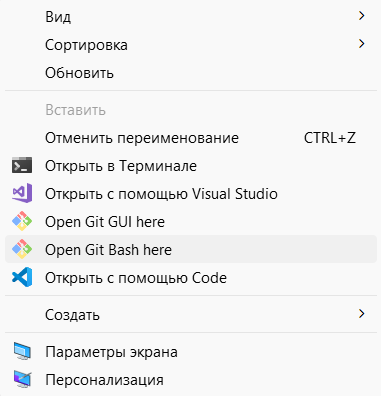 Вид
Сортировка
Обновить
Вставить
Отменить переименование CTRL+Z
Открыть в Терминале
Открыть с помощью Visual Studio
Open Git GUI here
Open Git Bash here
Открыть с помощью Code
Создать
Параметры экрана
Персонализация